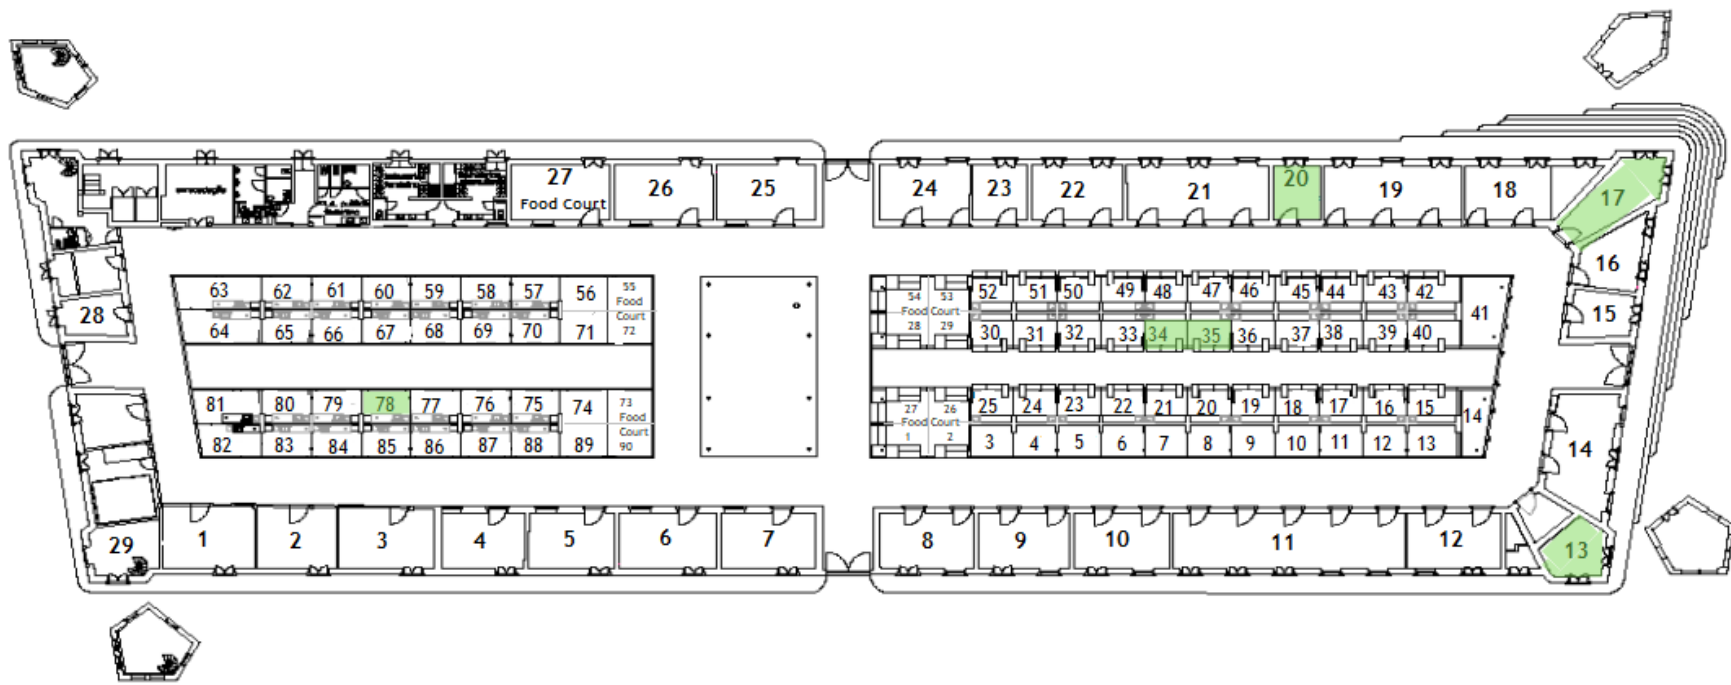 27 26 25 24 23 22 21 20 19 18 17
Food Court
16
15
28
63 62 61 60 59 58 57 56 55
Food
Court
64 65 66 67 68 69 70 71 72
54 53 52 51 50 49 48 47 46 45 44 43 42 41
Food Court
28 29 30 31 32 33 34 35 36 37 38 39 40
81 80 79 78 77 76 75 74 73
Food
Court
82 83 84 85 86 87 88 89 90
27 26 25 24 23 22 21 20 19 18 17 16 15 14
Food Court
1 2 3 4 5 6 7 8 9 10 11 12 13
14
29 1 2 3 4 5 6 7 8 9 10 11 12 13